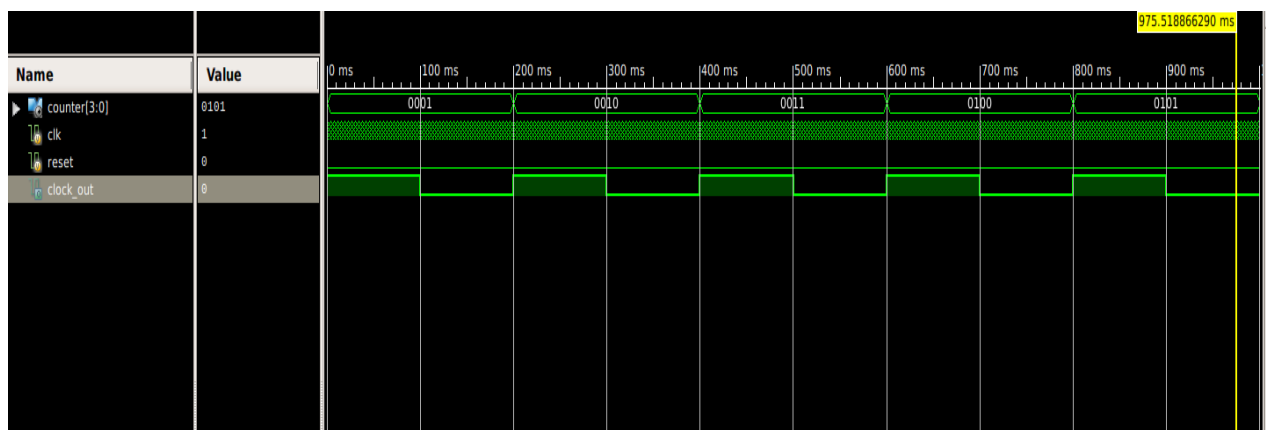 975.518866290 ms
Name Value 0 ms 100 ms 200 ms 300 ms 400 ms 500 ms 600 ms 700 ms 800 ms 900 ms
counter[3:0] 0101 0001 0010 0011 0100 0101
clk 1
reset 0
clock_out 0